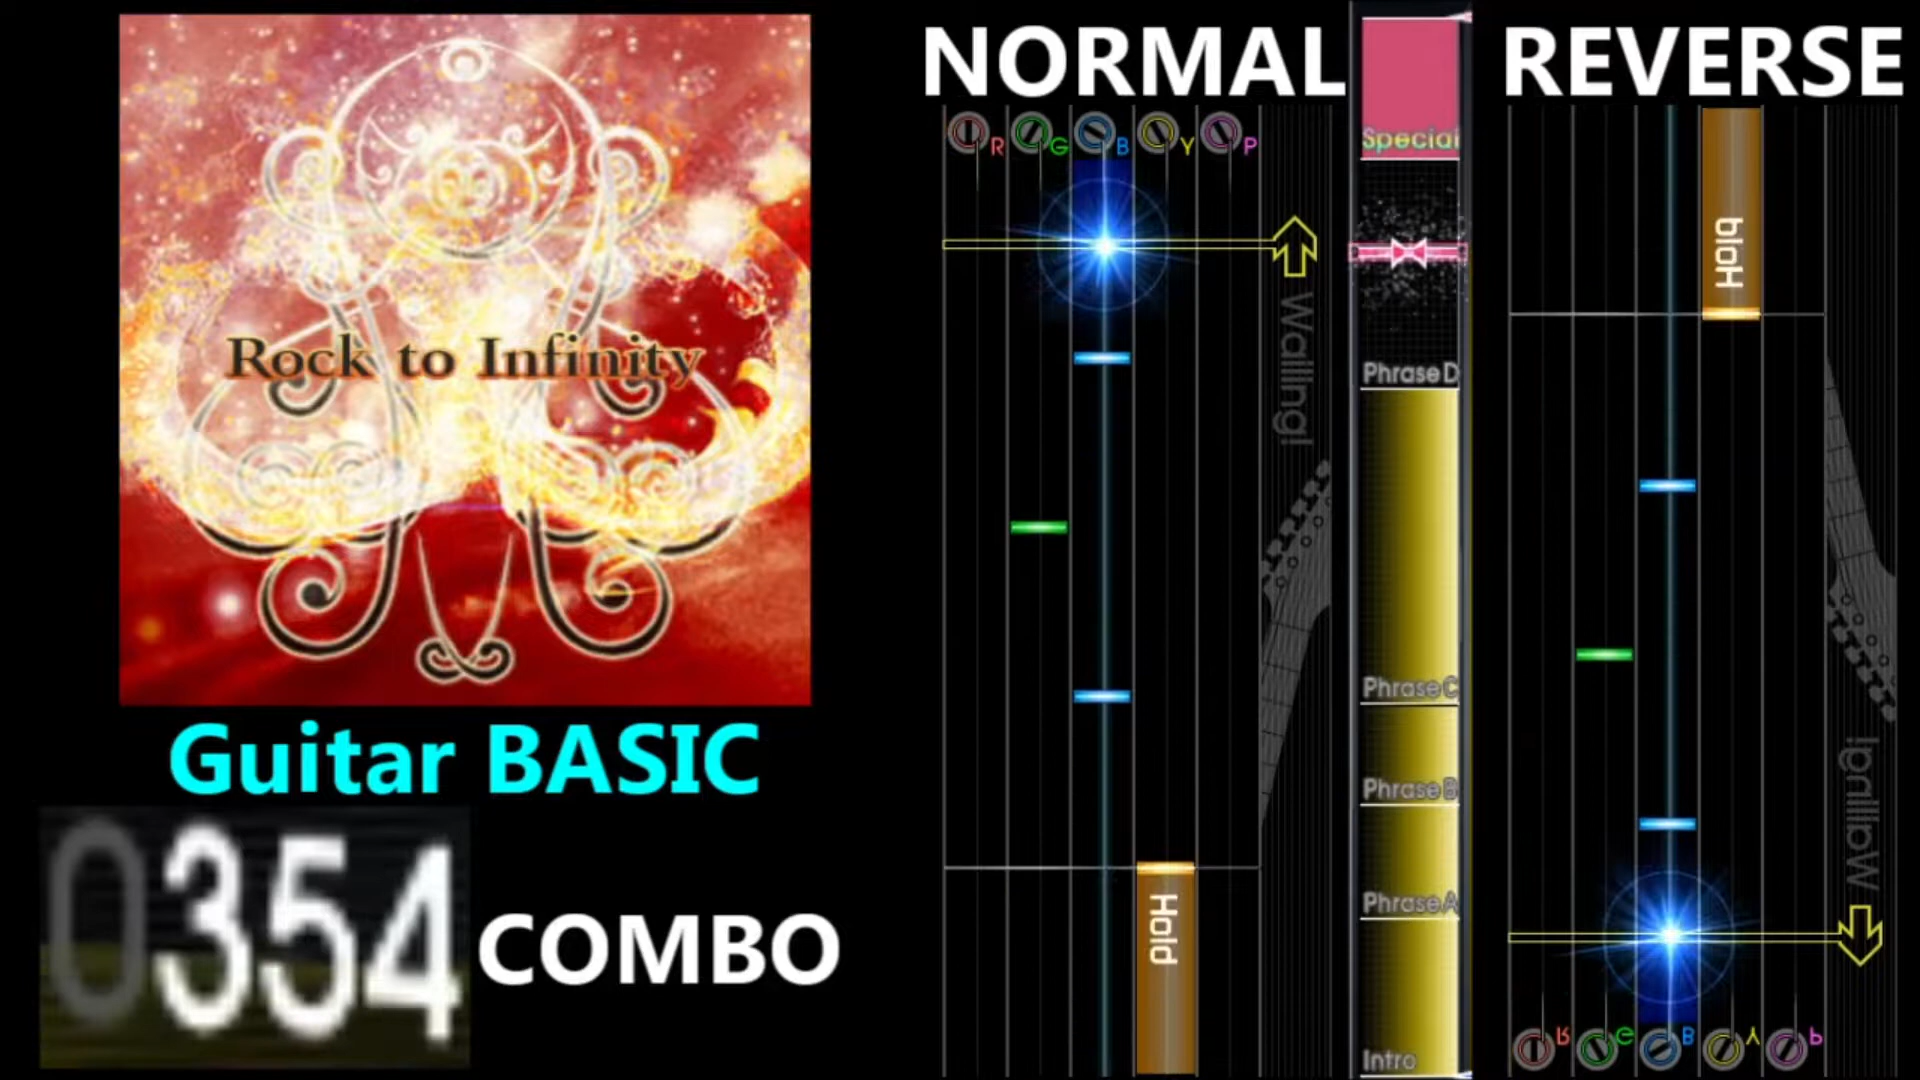 Rock to Infinity
Guitar BASIC
0354 COMBO
NORMAL
R G B Y P
Wailing!
Hold
Special
Phrase D
Phrase C
Phrase B
Phrase A
Intro
REVERSE
Hold
Wailing!
R G B Y P